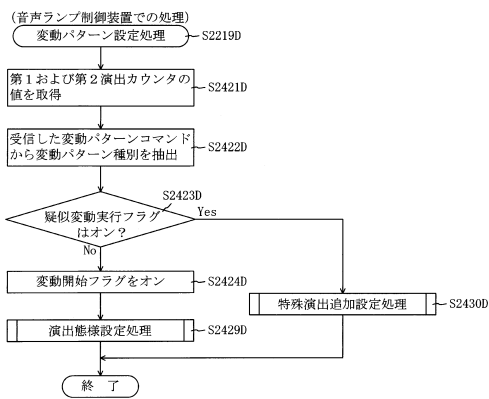 (音声ランプ制御装置での処理)
変動パターン設定処理
S2219D
第1および第2演出カウンタの
値を取得
S2421D
受信した変動パターンコマンド
から変動パターン種別を抽出
S2422D
S2423D
疑似変動実行フラグ
はオン?
Yes
No
変動開始フラグをオン
S2424D
特殊演出追加設定処理
S2430D
演出態様設定処理
S2429D
終 了